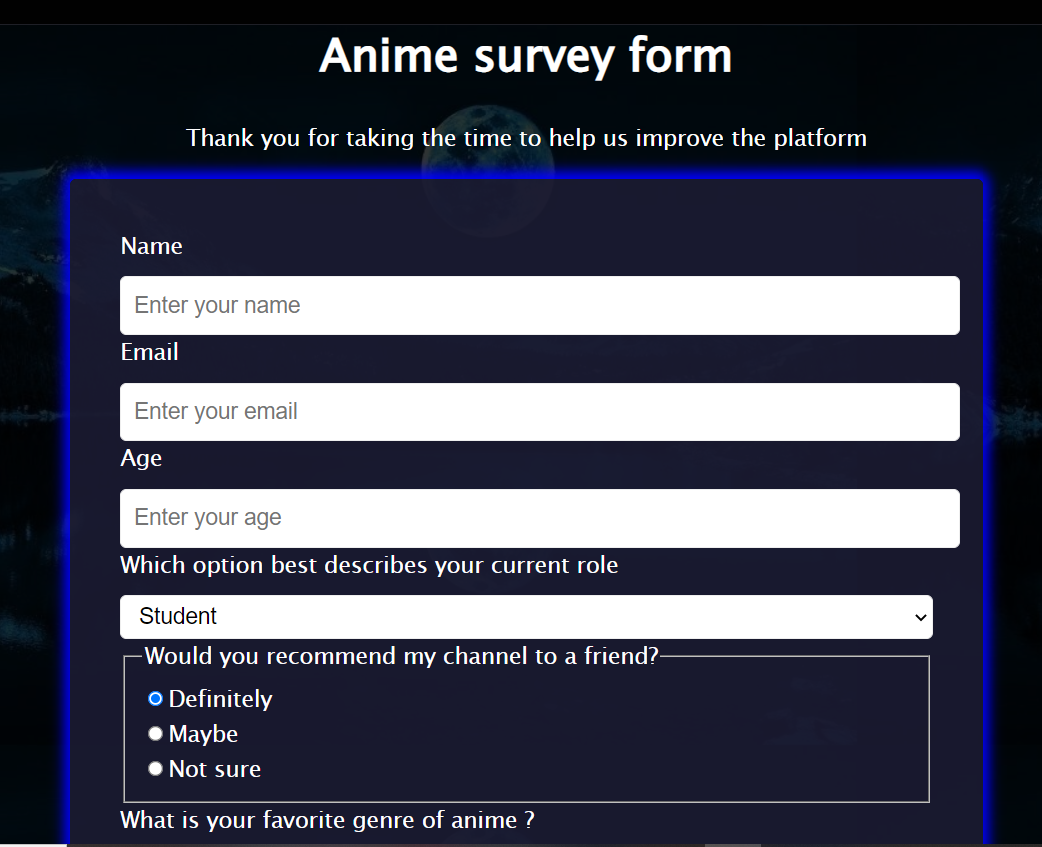 Anime survey form
Thank you for taking the time to help us improve the platform
Name
Enter your name
Email
Enter your email
Age
Enter your age
Which option best describes your current role
Student
Would you recommend my channel to a friend?
Definitely
Maybe
Not sure
What is your favorite genre of anime ?